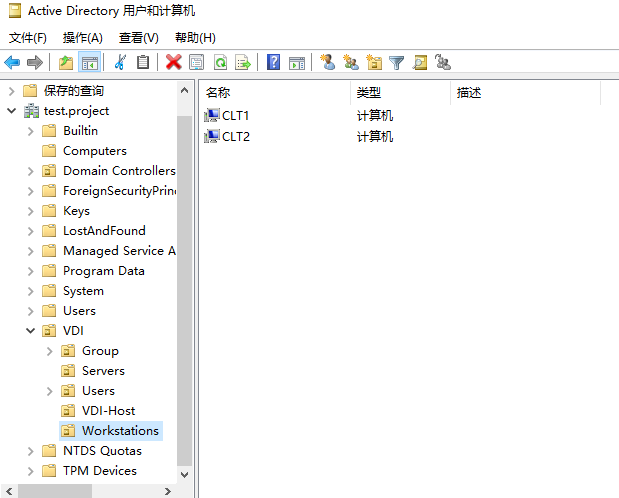 Active Directory 用户和计算机
文件(F) 操作(A) 查看(V) 帮助(H)
保存的查询
test.project
Builtin
Computers
Domain Controllers
ForeignSecurityPrin
Keys
LostAndFound
Managed Service A
Program Data
System
Users
VDI
Group
Servers
Users
VDI-Host
Workstations
NTDS Quotas
TPM Devices
名称 类型 描述
CLT1 计算机
CLT2 计算机